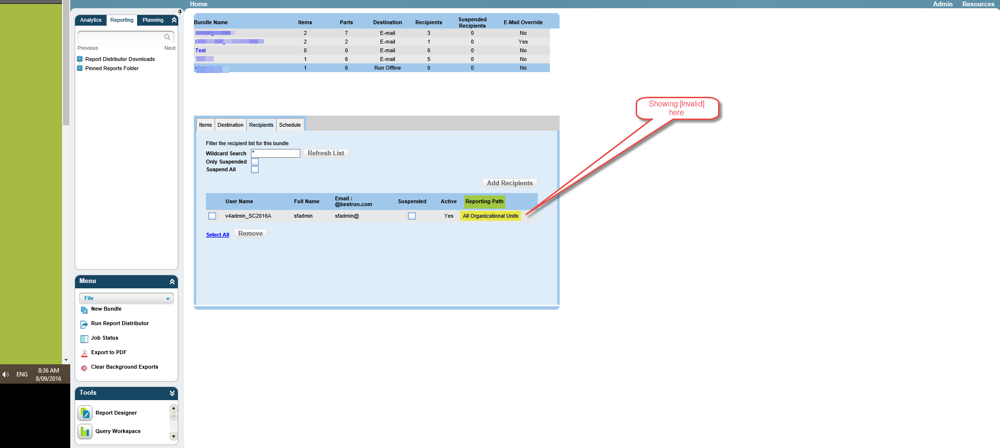 Home
Admin Resources
Analytics Reporting Planning
Previous Next
Report Distributor Downloads
Pinned Reports Folder
Bundle Name Items Parts Destination Recipients Suspended Recipients E-Mail Override
2 7 E-mail 3 0 No
2 2 E-mail 1 0 Yes
Test 0 0 E-mail 0 0 No
1 6 E-mail 5 0 No
1 6 Run Offline 0 0 No
Showing [Invalid]
here
Items Destination Recipients Schedule
Filter the recipient list for this bundle
Wildcard Search * Refresh List
Only Suspended
Suspend All
Add Recipients
User Name Full Name Email : @bestrun.com Suspended Active Reporting Path
v4admin_SC2016A sfadmin sfadmin@ Yes All Organizational Units
Select All Remove
Menu
File
New Bundle
Run Report Distributor
Job Status
Export to PDF
Clear Background Exports
Tools
Report Designer
Query Workspace
ENG 8:36 AM
8/09/2016